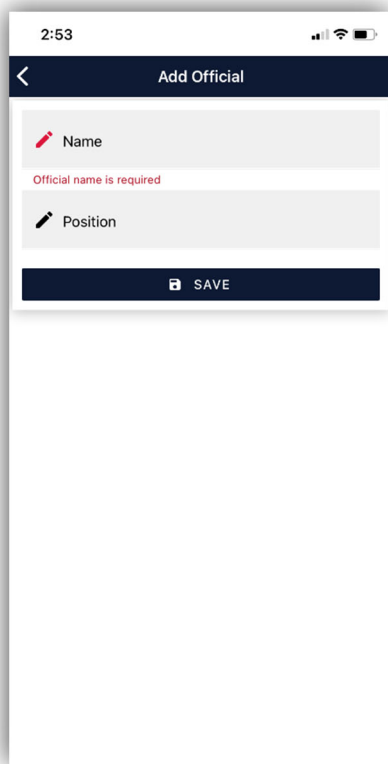 2:53
Add Official
Name
Official name is required
Position
SAVE